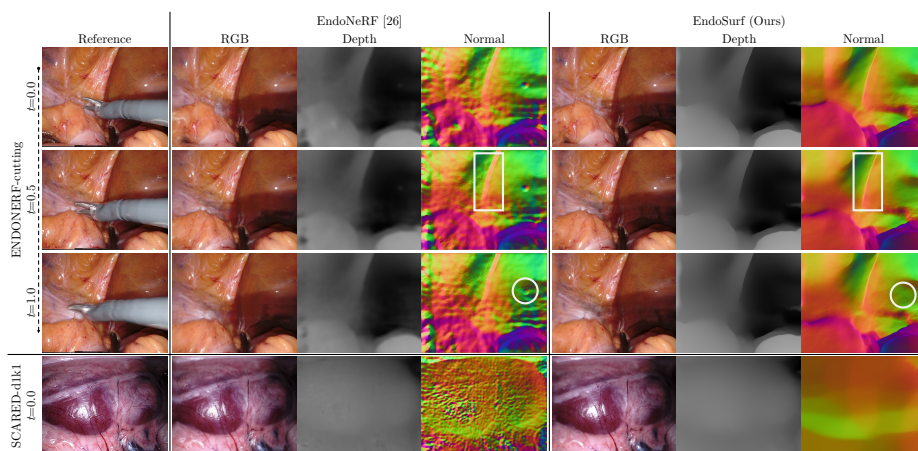 EndoNeRF [26]
EndoSurf (Ours)
Reference
RGB
Depth
Normal
RGB
Depth
Normal
ENDONERF-cutting
t=0.0
t=0.5
t=1.0
SCARED-d1k1
t=0.0